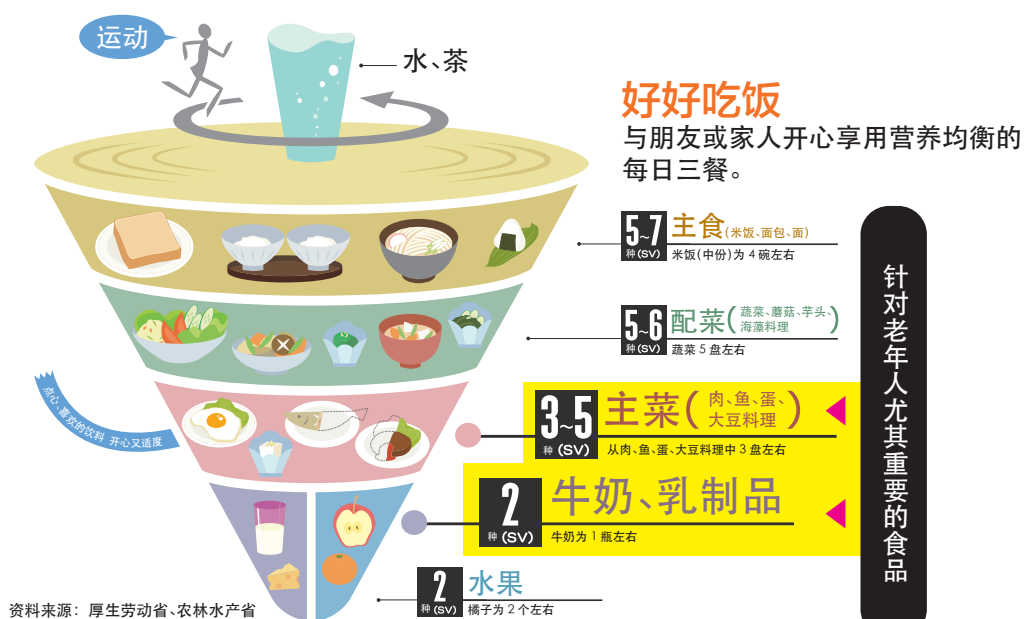 运动
水、茶
好好吃饭
与朋友或家人开心享用营养均衡的
每日三餐。
5~7
种(SV)
主食(米饭、面包、面)
米饭(中份)为 4 碗左右
5~6
种(SV)
配菜(蔬菜、蘑菇、芋头、
海藻料理)
蔬菜 5 盘左右
点心、喜欢的饮料 开心又适度
3~5
种(SV)
主菜(肉、鱼、蛋、
大豆料理)
从肉、鱼、蛋、大豆料理中 3 盘左右
2
种(SV)
牛奶、乳制品
牛奶为 1 瓶左右
2
种(SV)
水果
橘子为 2 个左右
针对老年人尤其重要的食品
资料来源：厚生劳动省、农林水产省